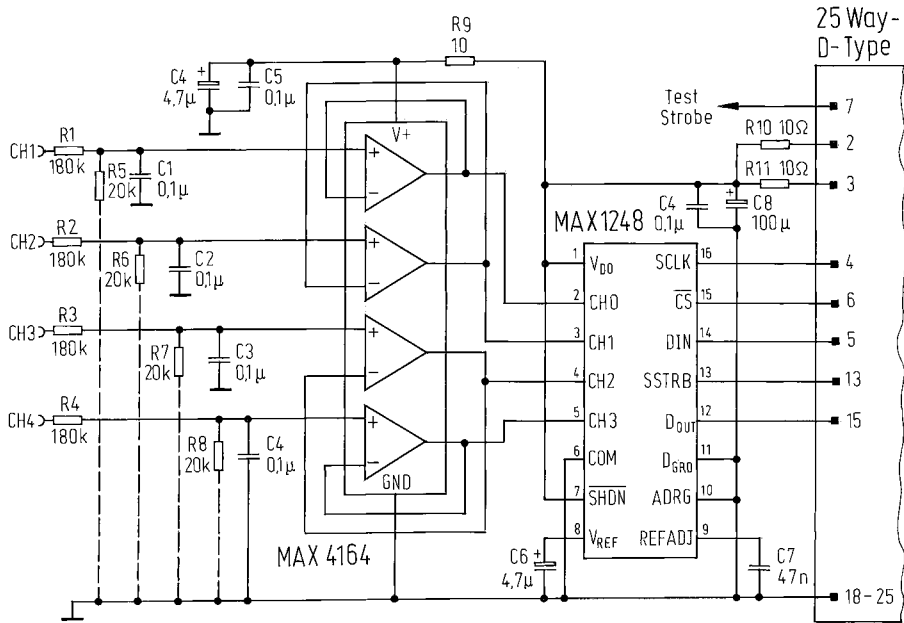 25 Way-
D-Type
R9
10
C4
4,7µ
+
C5
0,1µ
Test
Strobe
7
V+
R10 10Ω
2
CH1
R1
180k
R5
20k
C1
0,1µ
+
−
R11 10Ω
3
C4
0,1µ
+
C8
100µ
MAX1248
CH2
R2
180k
R6
20k
C2
0,1µ
+
−
1
VDO
SCLK
16
4
2
CH0
CS
15
6
CH3
R3
180k
R7
20k
C3
0,1µ
+
−
3
CH1
DIN
14
5
4
CH2
SSTRB
13
13
CH4
R4
180k
R8
20k
C4
0,1µ
+
−
5
CH3
DOUT
12
15
6
COM
DGRD
11
GND
7
SHDN
ADRG
10
MAX 4164
8
VREF
REFADJ
9
C6
4,7µ
+
C7
47n
18-25